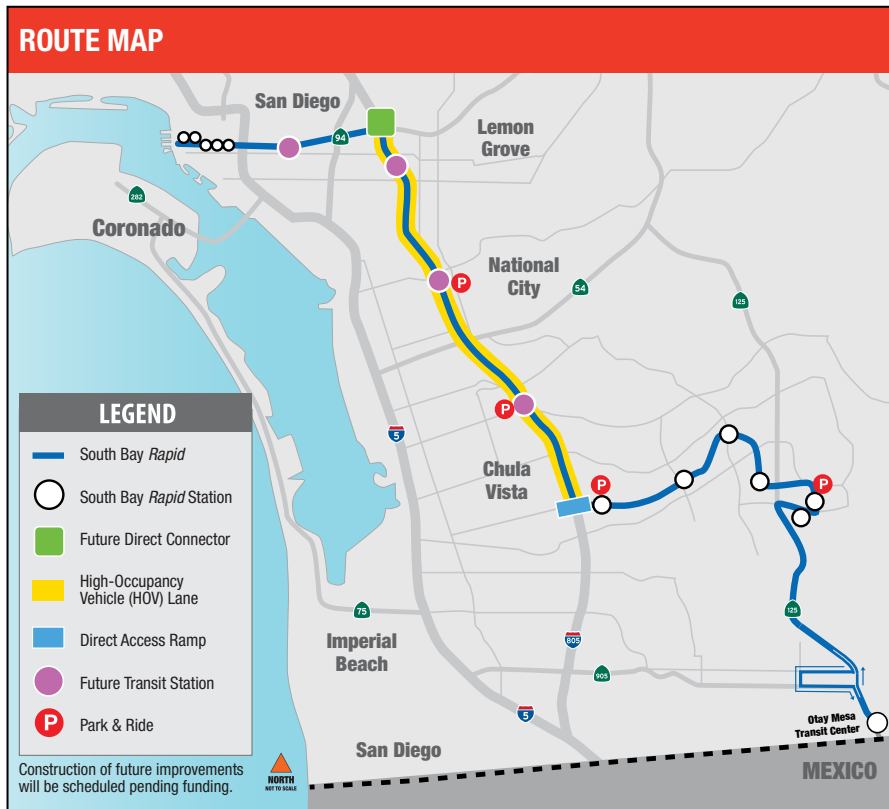 ROUTE MAP
San Diego
94
Lemon
Grove
282
Coronado
National
City
P
54
125
LEGEND
South Bay Rapid
South Bay Rapid Station
Future Direct Connector
High-Occupancy
Vehicle (HOV) Lane
Direct Access Ramp
Future Transit Station
P
Park & Ride
Construction of future improvements
will be scheduled pending funding.
NORTH
NOT TO SCALE
P
5
Chula
Vista
P
P
75
Imperial
Beach
805
905
125
5
San Diego
Otay Mesa
Transit Center
MEXICO